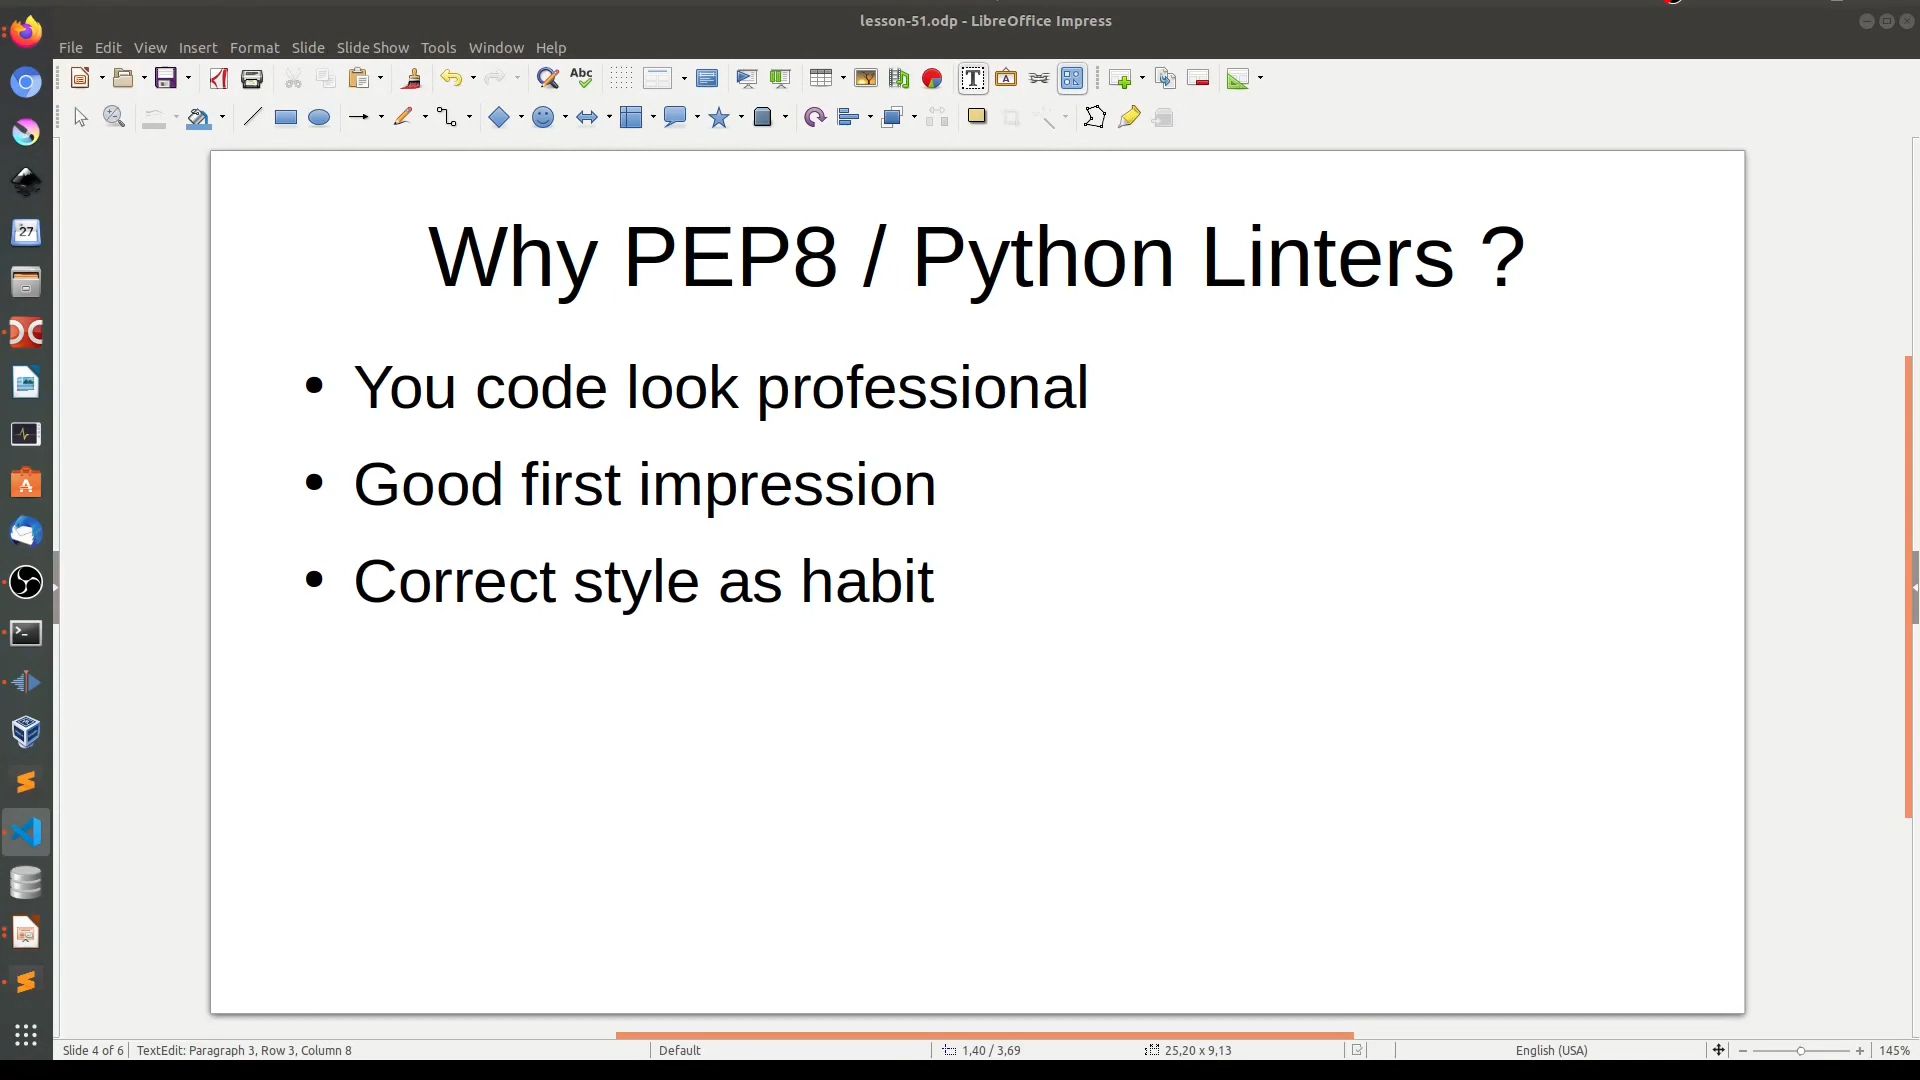 lesson-51.odp - LibreOffice Impress
File Edit View Insert Format Slide Slide Show Tools Window Help
Abc
T
A
27
Why PEP8 / Python Linters ?
• You code look professional
• Good first impression
• Correct style as habit
Slide 4 of 6 TextEdit: Paragraph 3, Row 3, Column 8 Default 1,40 / 3,69 25,20 x 9,13 English (USA) 145%